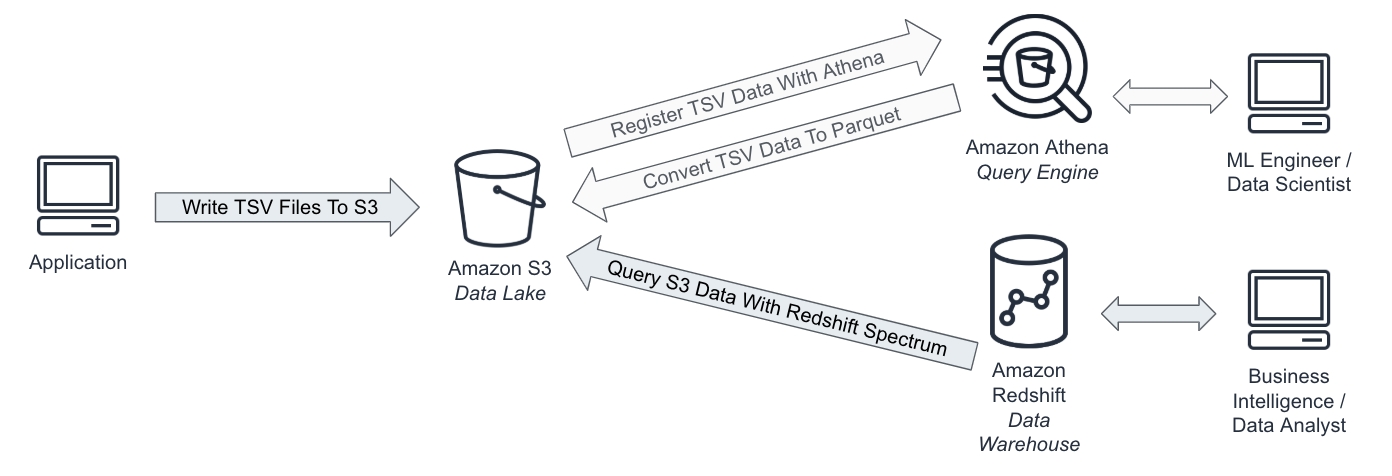 Application
Write TSV Files To S3
Amazon S3
Data Lake
Register TSV Data With Athena
Convert TSV Data To Parquet
Query S3 Data With Redshift Spectrum
Amazon Athena
Query Engine
ML Engineer /
Data Scientist
Amazon
Redshift
Data
Warehouse
Business
Intelligence /
Data Analyst